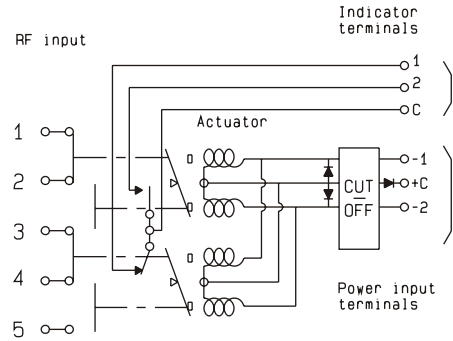 Indicator
terminals
RF input
1
2
C
Actuator
1
2
3
4
5
CUT
OFF
-1
+C
-2
Power input
terminals